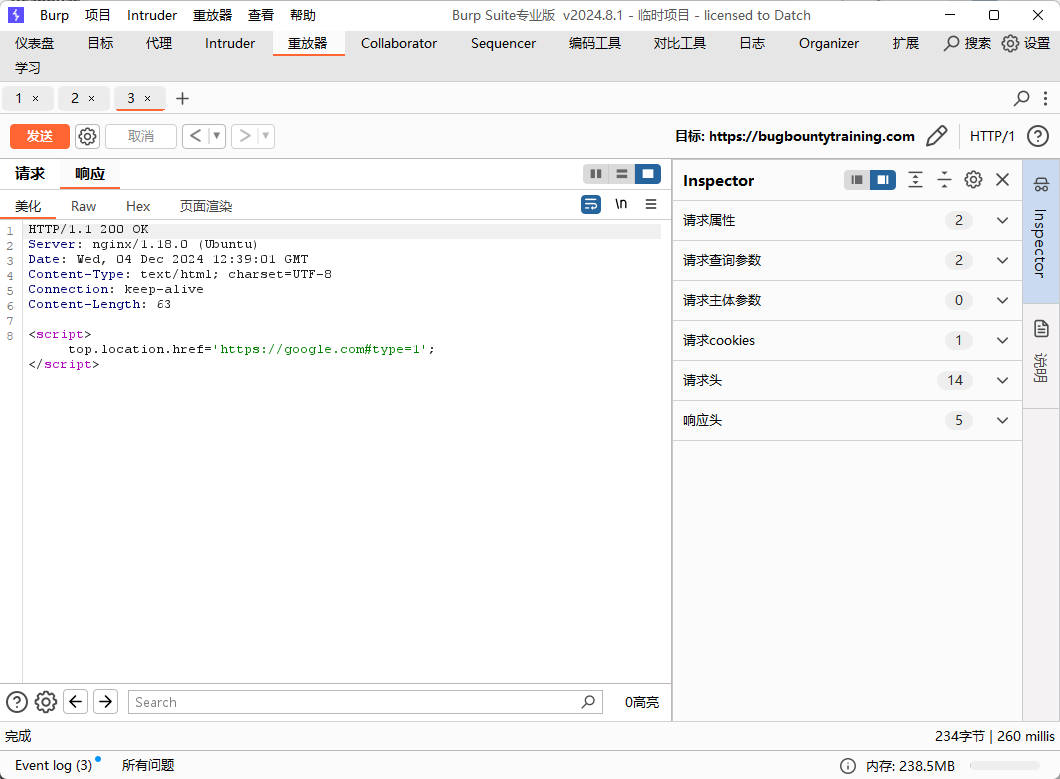 Burp 项目 Intruder 重放器 查看 帮助 Burp Suite专业版 v2024.8.1 - 临时项目 - licensed to Datch
仪表盘 目标 代理 Intruder 重放器 Collaborator Sequencer 编码工具 对比工具 日志 Organizer 扩展 搜索 设置
学习
1 × 2 × 3 × +
发送 取消 < > 目标: https://bugbountytraining.com HTTP/1 ?
请求 响应
美化 Raw Hex 页面渲染 \n
1 HTTP/1.1 200 OK
2 Server: nginx/1.18.0 (Ubuntu)
3 Date: Wed, 04 Dec 2024 12:39:01 GMT
4 Content-Type: text/html; charset=UTF-8
5 Connection: keep-alive
6 Content-Length: 63
7
8 <script>
top.location.href='https://google.com#type=1';
</script>
Inspector
请求属性 2
请求查询参数 2
请求主体参数 0
请求cookies 1
请求头 14
响应头 5
Inspector
说明
? Search 0高亮
完成 234字节 | 260 millis
Event log (3) 所有问题 内存: 238.5MB